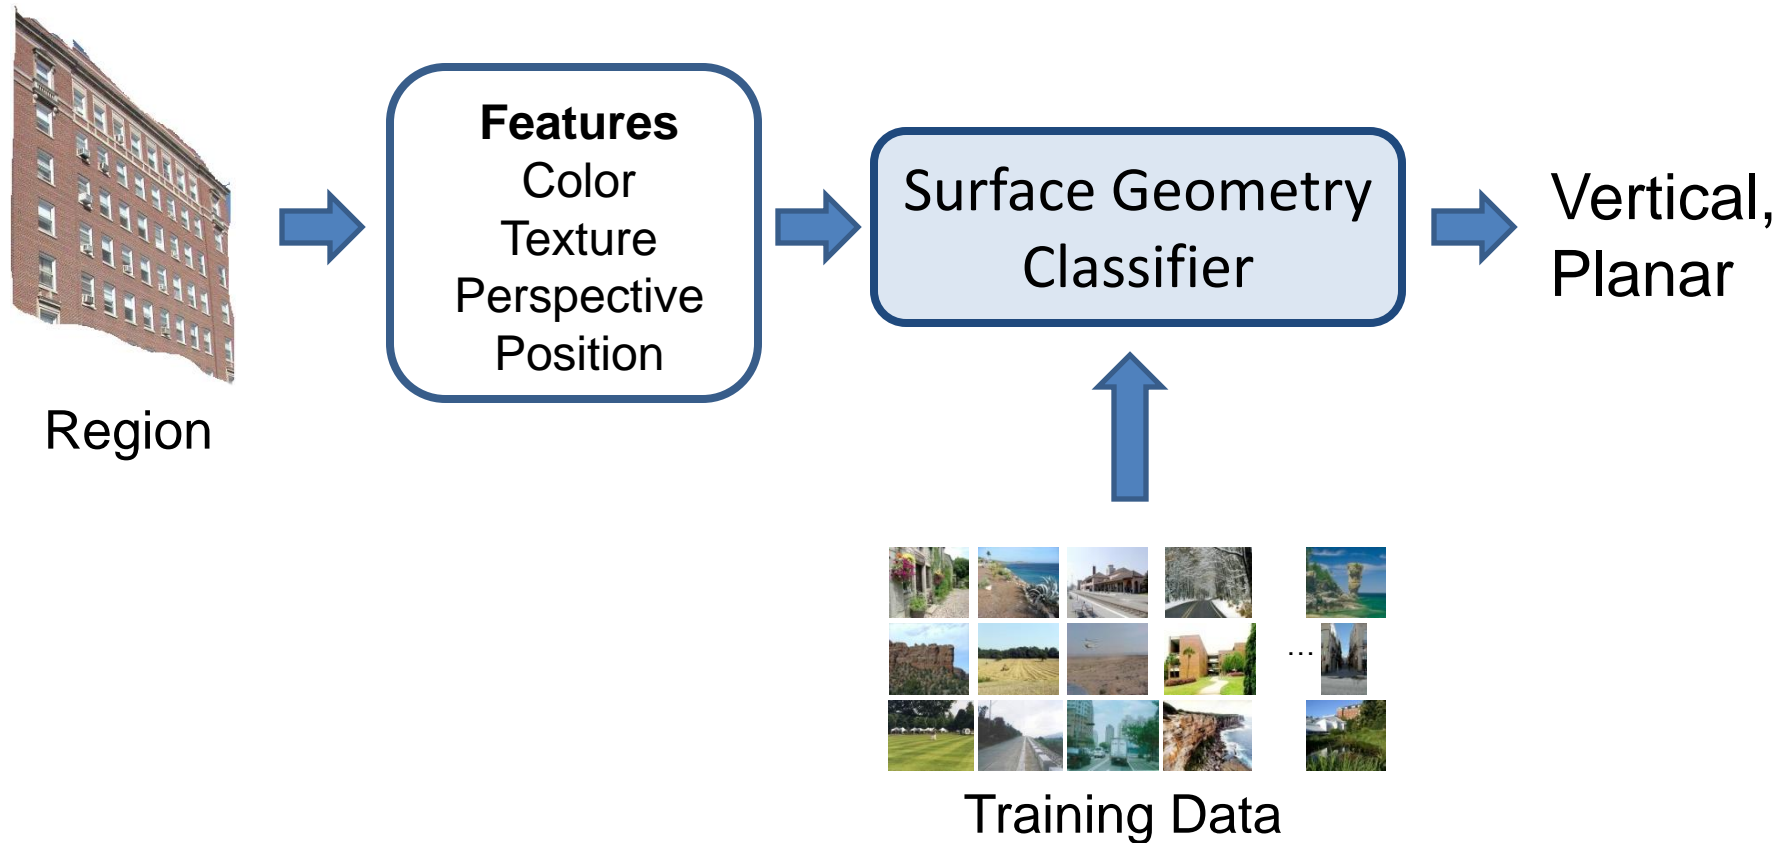 Features
Color
Texture
Perspective
Position
Surface Geometry
Classifier
Vertical,
Planar
Region
...
Training Data